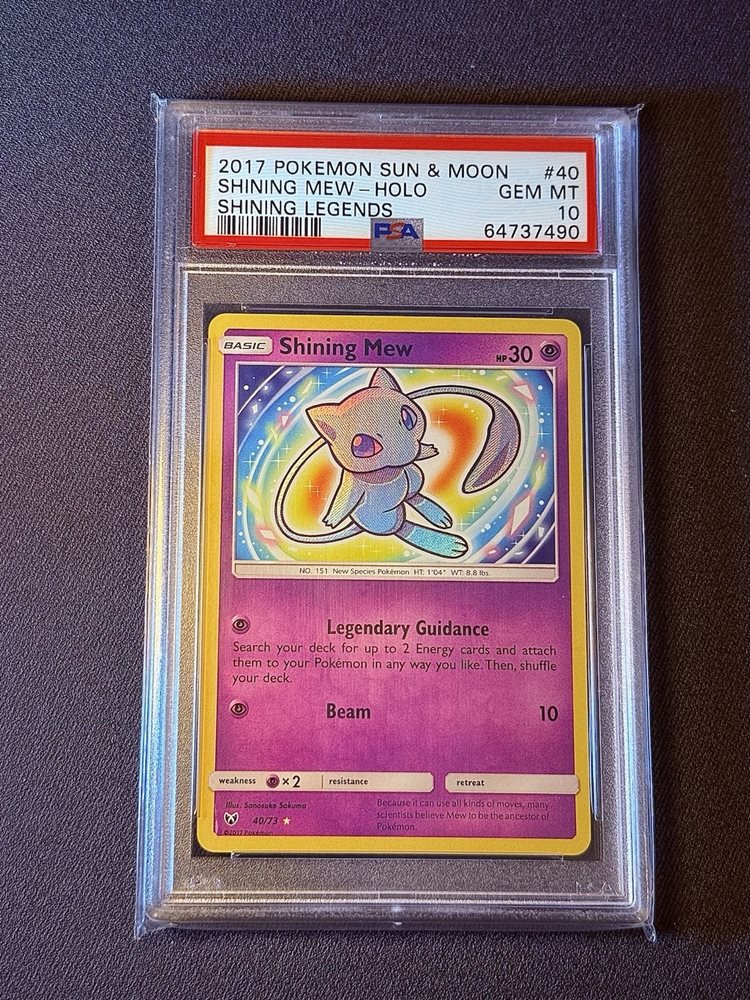 2017 POKEMON SUN & MOON #40
SHINING MEW - HOLO GEM MT
SHINING LEGENDS 10
PSA 64737490
BASIC Shining Mew HP 30
NO. 151 New Species Pokémon HT: 1'04" WT: 8.8 lbs.
Legendary Guidance
Search your deck for up to 2 Energy cards and attach
them to your Pokémon in any way you like. Then, shuffle
your deck.
Beam 10
weakness ×2 resistance retreat
Illus. Sanosuke Sakuma
40/73
©2017 Pokémon
Because it can use all kinds of moves, many
scientists believe Mew to be the ancestor of
Pokémon.